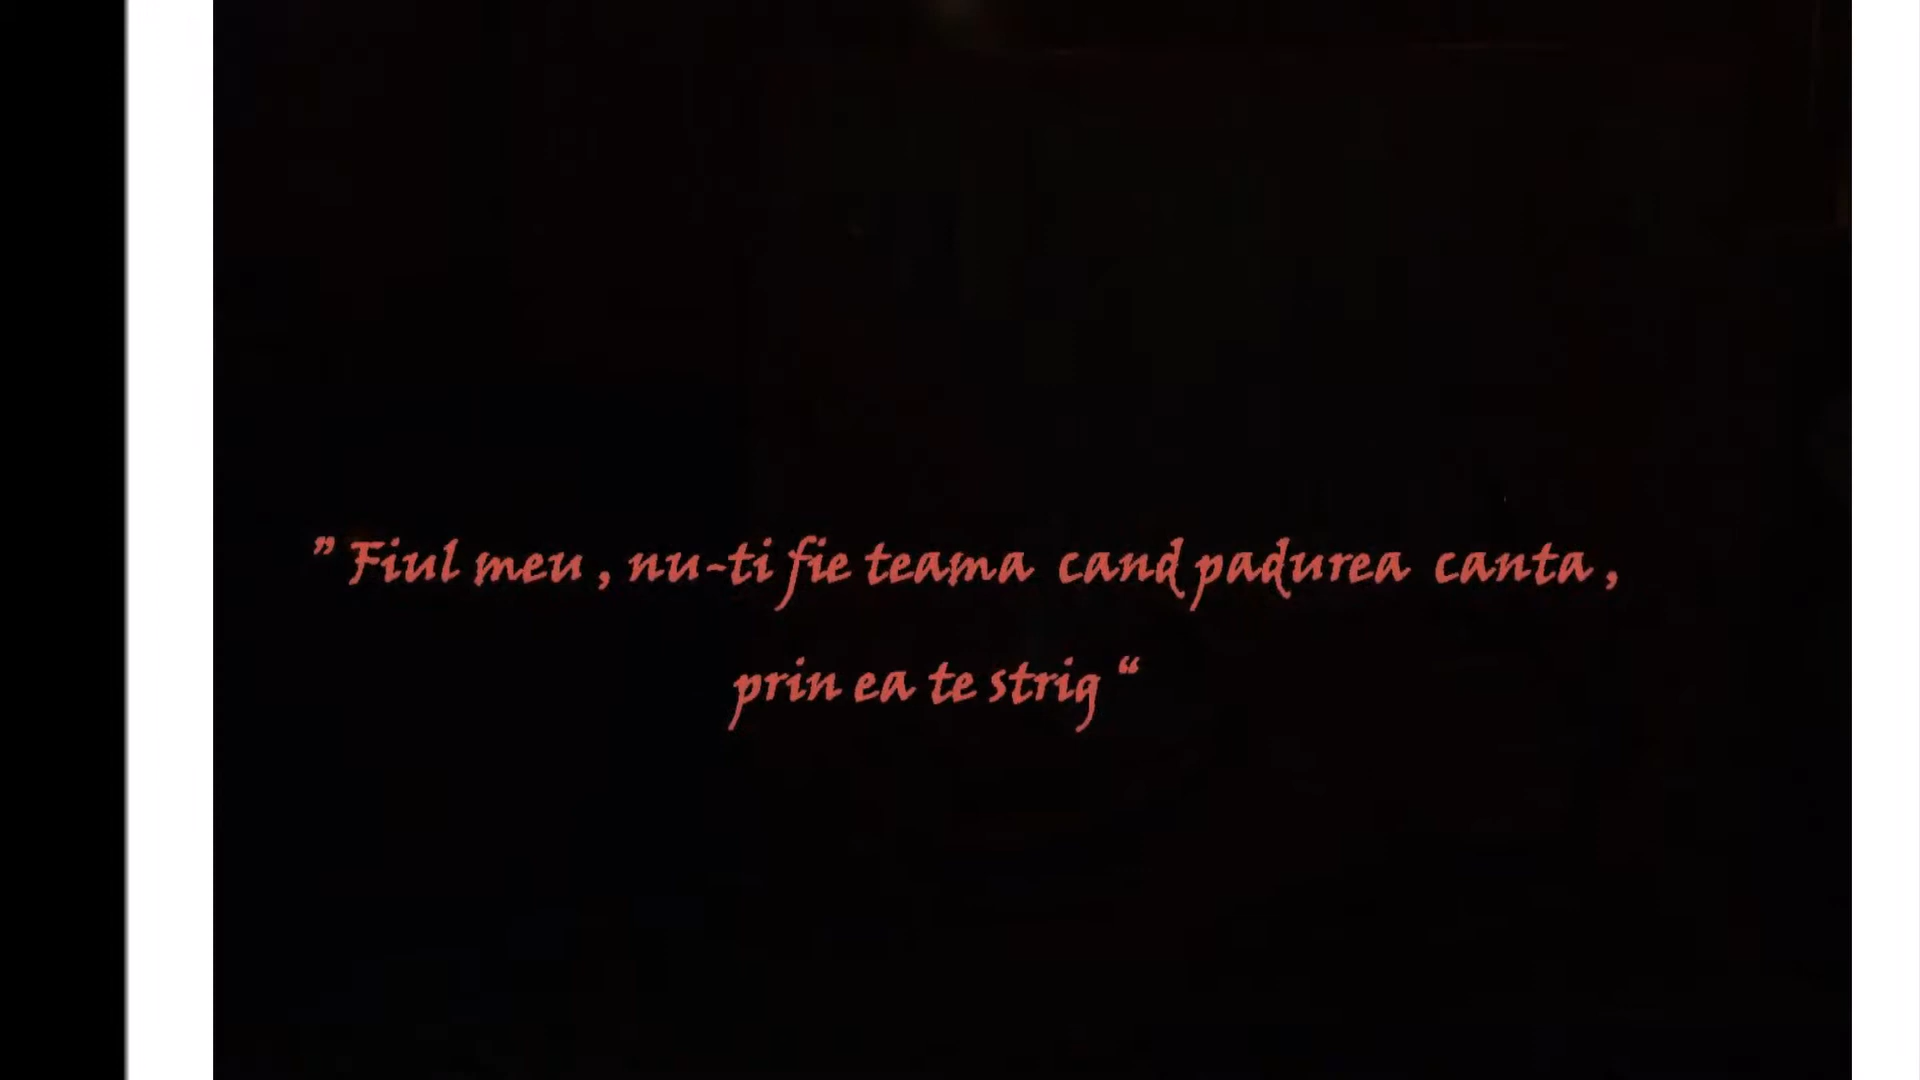 ” Fiul meu , nu-ti fie teama cand padurea canta ,
prin ea te strig “